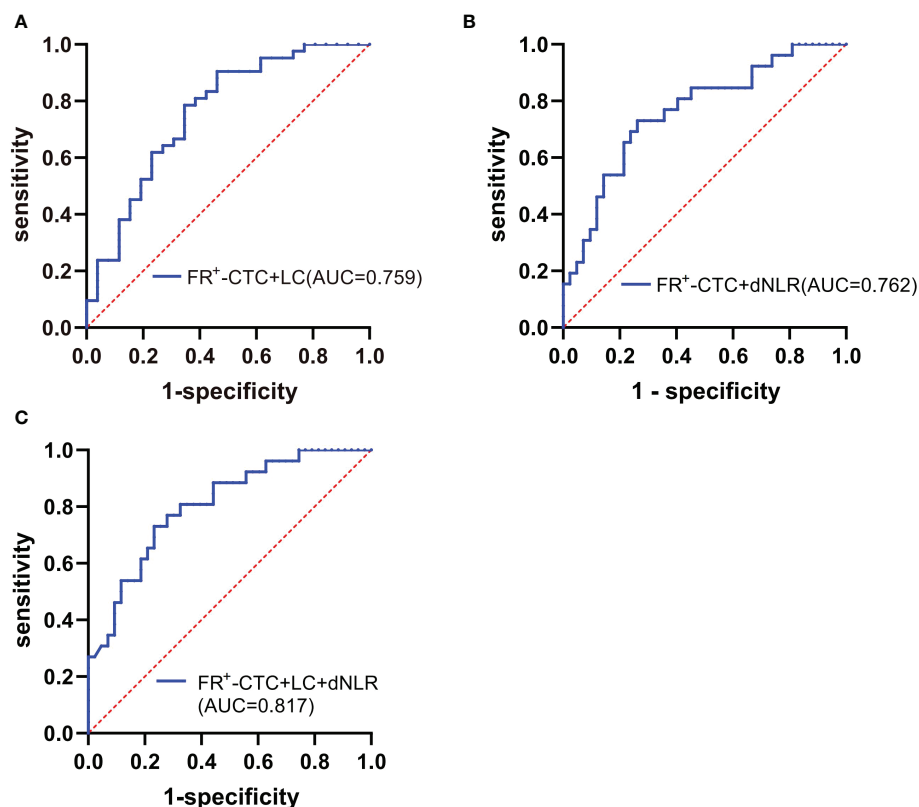 A
1.0
0.8
0.6
0.4
0.2
0.0
sensitivity
FR⁺-CTC+LC(AUC=0.759)
0.0 0.2 0.4 0.6 0.8 1.0
1-specificity
B
1.0
0.8
0.6
0.4
0.2
0.0
sensitivity
FR⁺-CTC+dNLR(AUC=0.762)
0.0 0.2 0.4 0.6 0.8 1.0
1 - specificity
C
1.0
0.8
0.6
0.4
0.2
0.0
sensitivity
FR⁺-CTC+LC+dNLR
(AUC=0.817)
0.0 0.2 0.4 0.6 0.8 1.0
1-specificity